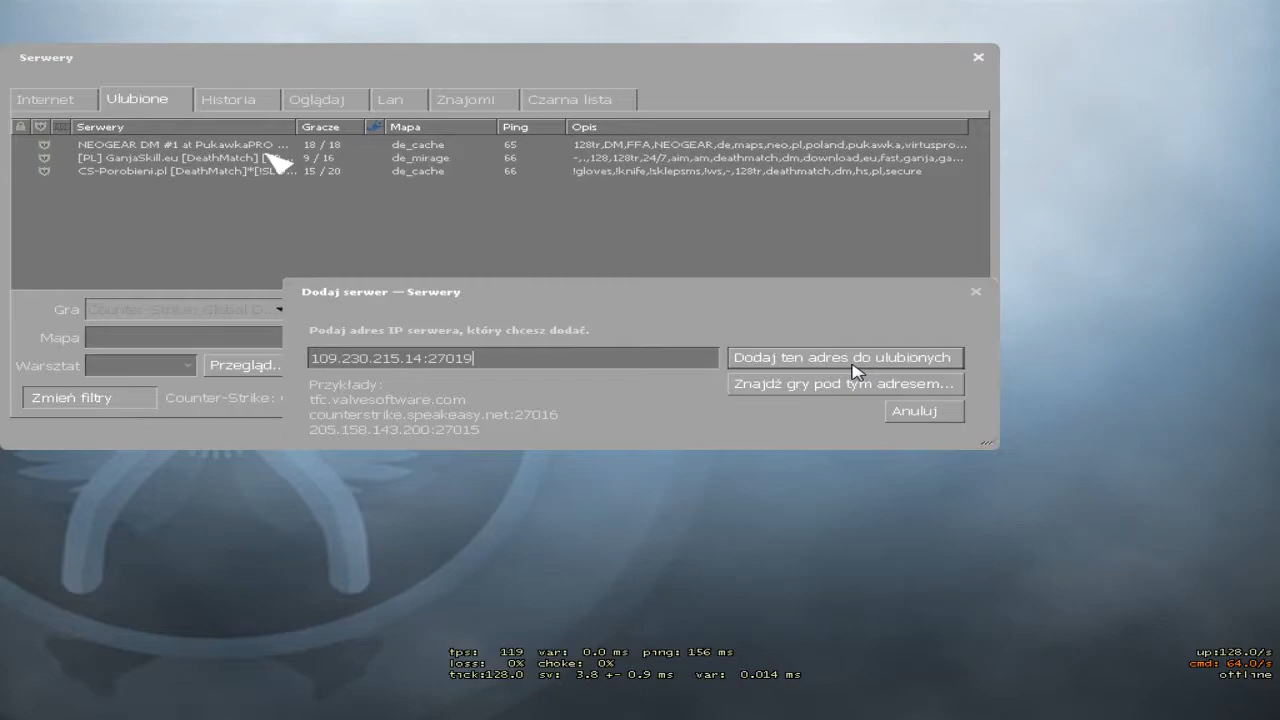 Serwery
Internet Ulubione Historia Oglądaj Lan Znajomi Czarna lista
Serwery Gracze Mapa Ping Opis
NEOGEAR DM #1 at PukawkaPRO ... 18 / 18 de_cache 65 128tr,DM,FFA,NEOGEAR,de,maps,neo,pl,poland,pukawka,virtuspro...
[PL] GanjaSkill.eu [DeathMatch] 9 / 16 de_mirage 66 -,.,128,128tr,24/7,aim,am,deathmatch,dm,download,eu,fast,ganja,ga...
CS-Porobieni.pl [DeathMatch]*[!SL... 15 / 20 de_cache 66 !gloves,!knife,!sklepsms,!ws,-,128tr,deathmatch,dm,hs,pl,secure
Gra Counter-Strike: Global O...
Mapa
Warsztat Przegląd..
Zmień filtry Counter-Strike:
Dodaj serwer — Serwery
Podaj adres IP serwera, który chcesz dodać.
109.230.215.14:27019 Dodaj ten adres do ulubionych
Przykłady: Znajdź gry pod tym adresem...
tfc.valvesoftware.com
counterstrike.speakeasy.net:27016 Anuluj
205.158.143.200:27015
fps: 119 var: 0.0 ms ping: 156 ms
loss: 0% choke: 0%
tick:128.0 sv: 3.8 +- 0.9 ms var: 0.014 ms
up:128.0/s
cmd: 64.0/s
offline